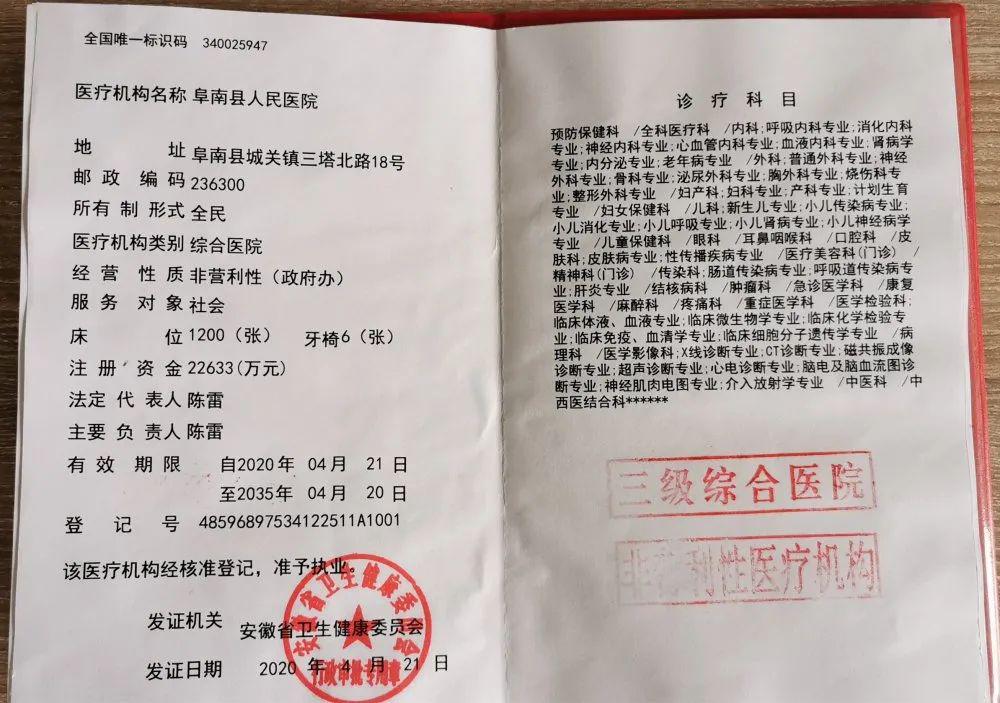 全国唯一标识码 340025947
医疗机构名称 阜南县人民医院
地 址 阜南县城关镇三塔北路18号
邮政编码 236300
所有制形式 全民
医疗机构类别 综合医院
经营性质 非营利性（政府办）
服务对象 社会
床 位 1200（张） 牙椅6（张）
注册资金 22633(万元)
法定代表人 陈雷
主要负责人 陈雷
有效期限 自2020年 04月 21日
至2035年 04月 20日
登记号 48596897534122511A1001
该医疗机构经核准登记，准予执业。
发证机关 安徽省卫生健康委员会
发证日期 2020年 4月 21日
安徽省卫生健康委员会
行政审批专用章
诊疗科目
预防保健科 /全科医疗科 /内科;呼吸内科专业;消化内科
专业;神经内科专业;心血管内科专业;血液内科专业;肾病学
专业;内分泌专业;老年病专业 /外科;普通外科专业;神经
外科专业;骨科专业;泌尿外科专业;胸外科专业;烧伤科专
业;整形外科专业 /妇产科;妇科专业;产科专业;计划生育
专业 /妇女保健科 /儿科;新生儿专业;小儿传染病专业;
小儿消化专业;小儿呼吸专业;小儿肾病专业;小儿神经病学
专业 /儿童保健科 /眼科 /耳鼻咽喉科 /口腔科 /皮
肤科;皮肤病专业;性传播疾病专业 /医疗美容科(门诊) /
精神科(门诊) /传染科;肠道传染病专业;呼吸道传染病专
业;肝炎专业 /结核病科 /肿瘤科 /急诊医学科 /康复
医学科 /麻醉科 /疼痛科 /重症医学科 /医学检验科;
临床体液、血液专业;临床微生物学专业;临床化学检验专
业;临床免疫、血清学专业;临床细胞分子遗传学专业 /病
理科 /医学影像科;X线诊断专业;CT诊断专业;磁共振成像
诊断专业;超声诊断专业;心电诊断专业;脑电及脑血流图诊
断专业;神经肌肉电图专业;介入放射学专业 /中医科 /中
西医结合科******
三级综合医院
非营利性医疗机构